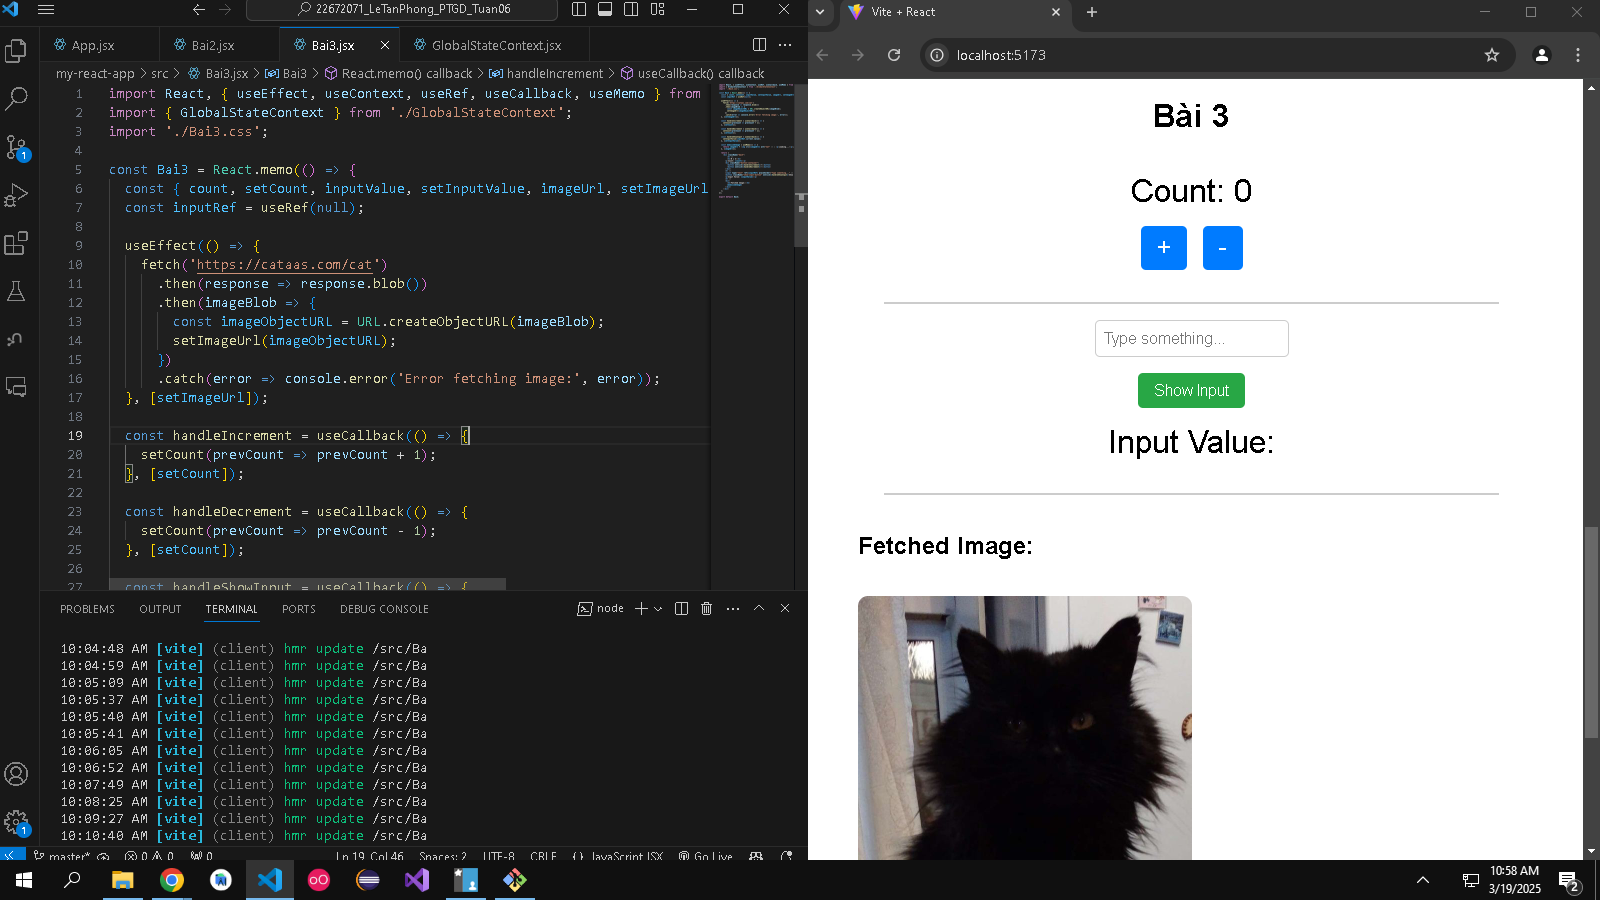 22672071_LeTanPhong_PTGD_Tuan06
App.jsx
Bai2.jsx
Bai3.jsx
GlobalStateContext.jsx
my-react-app > src > Bai3.jsx > Bai3 > React.memo() callback > handleIncrement > useCallback() callback
1 import React, { useEffect, useContext, useRef, useCallback, useMemo } from
2 import { GlobalStateContext } from './GlobalStateContext';
3 import './Bai3.css';
4
5 const Bai3 = React.memo(() => {
6 const { count, setCount, inputValue, setInputValue, imageUrl, setImageUrl
7 const inputRef = useRef(null);
8
9 useEffect(() => {
10 fetch('https://cataas.com/cat')
11 .then(response => response.blob())
12 .then(imageBlob => {
13 const imageObjectURL = URL.createObjectURL(imageBlob);
14 setImageUrl(imageObjectURL);
15 })
16 .catch(error => console.error('Error fetching image:', error));
17 }, [setImageUrl]);
18
19 const handleIncrement = useCallback(() => {
20 setCount(prevCount => prevCount + 1);
21 }, [setCount]);
22
23 const handleDecrement = useCallback(() => {
24 setCount(prevCount => prevCount - 1);
25 }, [setCount]);
26
27 const handleShowInput = useCallback(() => {
PROBLEMS OUTPUT TERMINAL PORTS DEBUG CONSOLE
node
10:04:48 AM [vite] (client) hmr update /src/Ba
10:04:59 AM [vite] (client) hmr update /src/Ba
10:05:09 AM [vite] (client) hmr update /src/Ba
10:05:37 AM [vite] (client) hmr update /src/Ba
10:05:40 AM [vite] (client) hmr update /src/Ba
10:05:41 AM [vite] (client) hmr update /src/Ba
10:06:05 AM [vite] (client) hmr update /src/Ba
10:06:52 AM [vite] (client) hmr update /src/Ba
10:07:49 AM [vite] (client) hmr update /src/Ba
10:08:25 AM [vite] (client) hmr update /src/Ba
10:09:27 AM [vite] (client) hmr update /src/Ba
10:10:40 AM [vite] (client) hmr update /src/Ba
1
1
master* 0 0 0 Ln 19, Col 46 Spaces: 2 UTF-8 CRLF {} JavaScript JSX Go Live
Vite + React
localhost:5173
Bài 3
Count: 0
+ -
Type something...
Show Input
Input Value:
Fetched Image:
10:58 AM
3/19/2025
2